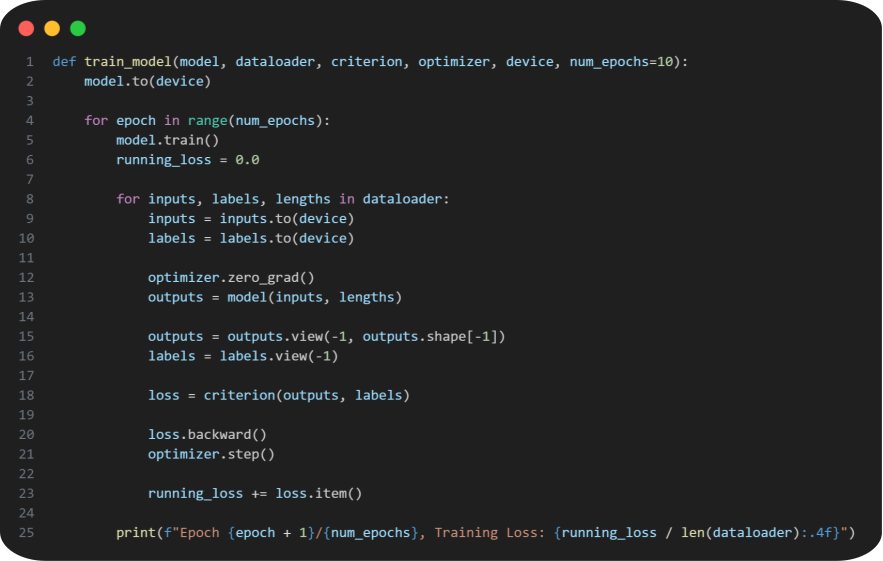 1 def train_model(model, dataloader, criterion, optimizer, device, num_epochs=10):
2     model.to(device)
3
4     for epoch in range(num_epochs):
5         model.train()
6         running_loss = 0.0
7
8         for inputs, labels, lengths in dataloader:
9             inputs = inputs.to(device)
10             labels = labels.to(device)
11
12             optimizer.zero_grad()
13             outputs = model(inputs, lengths)
14
15             outputs = outputs.view(-1, outputs.shape[-1])
16             labels = labels.view(-1)
17
18             loss = criterion(outputs, labels)
19
20             loss.backward()
21             optimizer.step()
22
23             running_loss += loss.item()
24
25         print(f"Epoch {epoch + 1}/{num_epochs}, Training Loss: {running_loss / len(dataloader):.4f}")